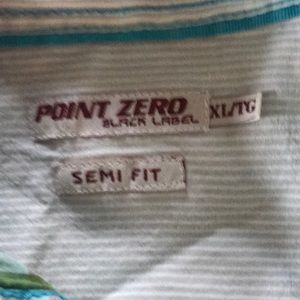 POINT ZERO
BLACK LABEL
XL/TG
SEMI FIT